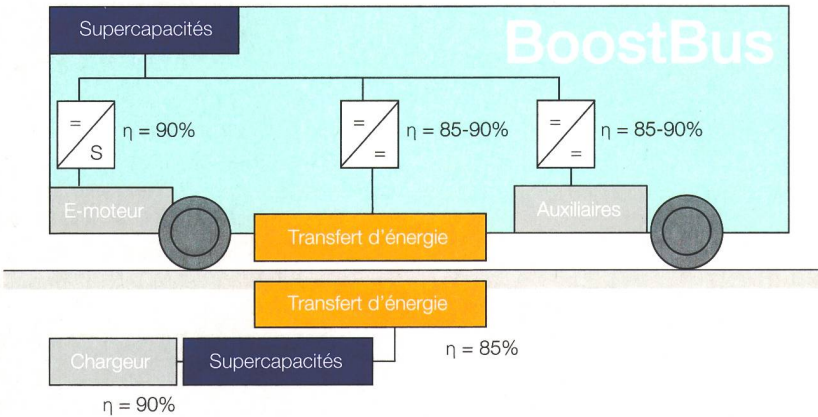 Supercapacités
BoostBus
=
S
η = 90%
=
=
η = 85-90%
=
=
η = 85-90%
E-moteur
Auxiliaires
Transfert d'énergie
Transfert d'énergie
η = 85%
Chargeur
Supercapacités
η = 90%